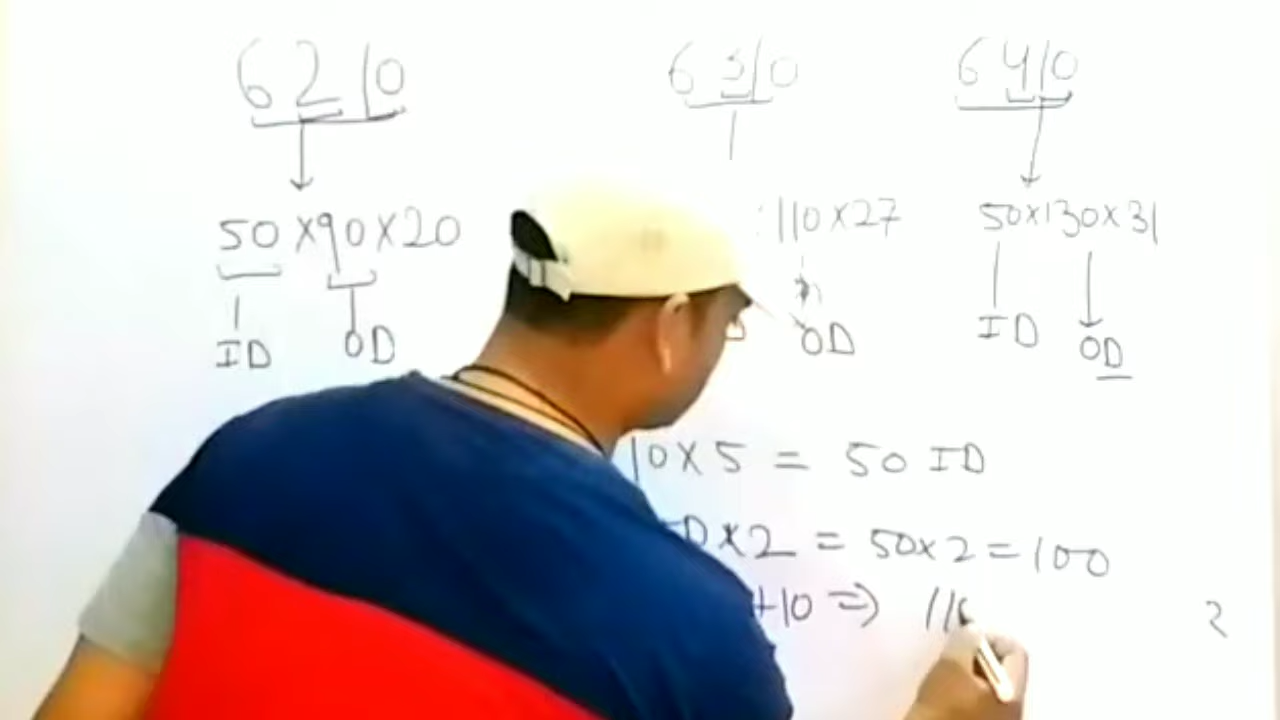 6210 6310 6410
50x90x20 110x27 50x130x31
ID OD OD ID OD
10x5 = 50 ID
x2 = 50x2=100
+10 => 110
2